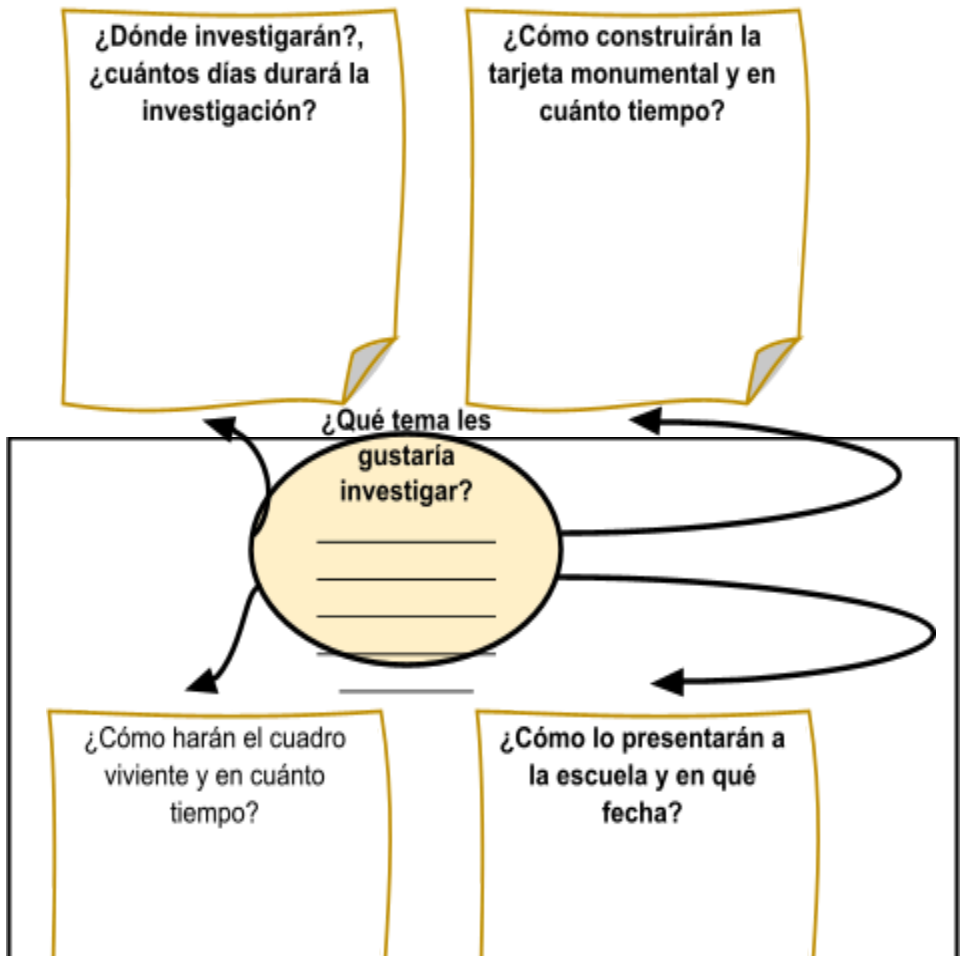 ¿Dónde investigarán?,
¿cuántos días durará la
investigación?
¿Cómo construirán la
tarjeta monumental y en
cuánto tiempo?
¿Qué tema les
gustaría
investigar?
¿Cómo harán el cuadro
viviente y en cuánto
tiempo?
¿Cómo lo presentarán a
la escuela y en qué
fecha?